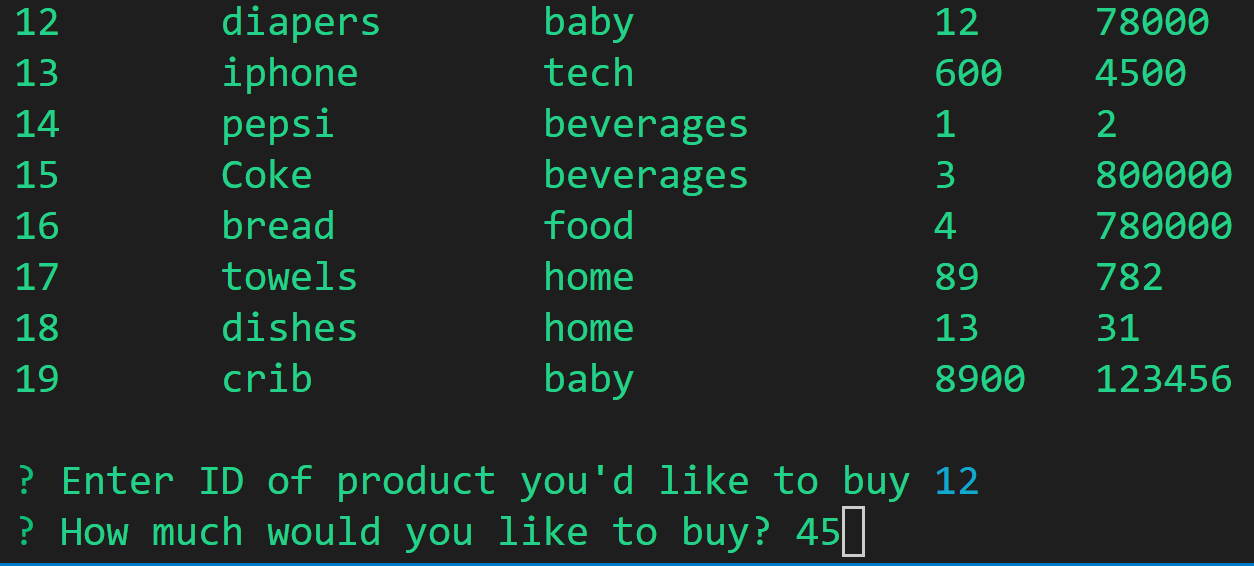 12 diapers baby 12 78000
13 iphone tech 600 4500
14 pepsi beverages 1 2
15 Coke beverages 3 800000
16 bread food 4 780000
17 towels home 89 782
18 dishes home 13 31
19 crib baby 8900 123456
? Enter ID of product you'd like to buy 12
? How much would you like to buy? 45